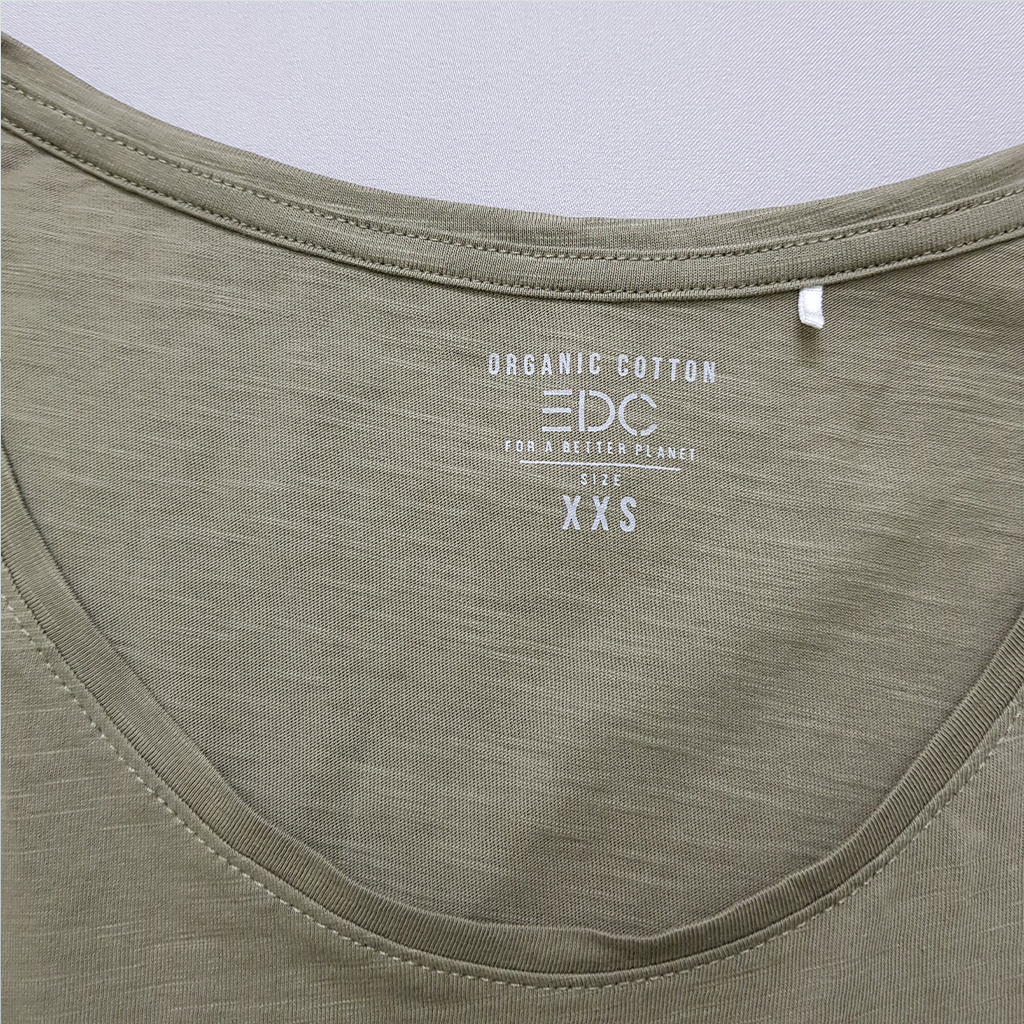 ORGANIC COTTON
EDC
FOR A BETTER PLANET
SIZE
XXS